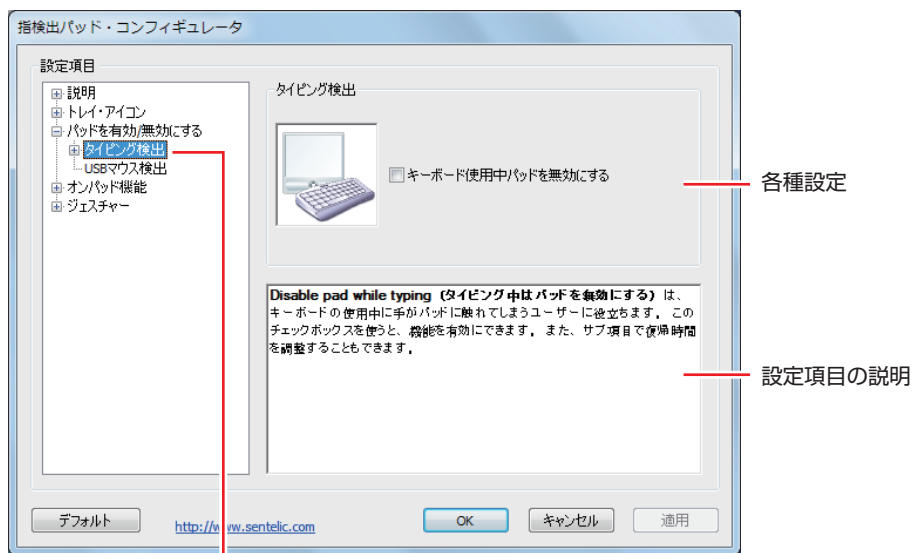 指検出パッド・コンフィギュレータ
設定項目
説明
トレイ・アイコン
パッドを有効/無効にする
タイピング検出
USBマウス検出
オンパッド機能
ジェスチャー
タイピング検出
キーボード使用中パッドを無効にする
各種設定
Disable pad while typing (タイピング中はパッドを無効にする) は、
キーボードの使用中に手がパッドに触れてしまうユーザーに役立ちます。この
チェックボックスを使うと、機能を有効にできます。また、サブ項目で復帰時間
を調整することもできます。
設定項目の説明
デフォルト
http://www.sentelic.com
OK
キャンセル
適用